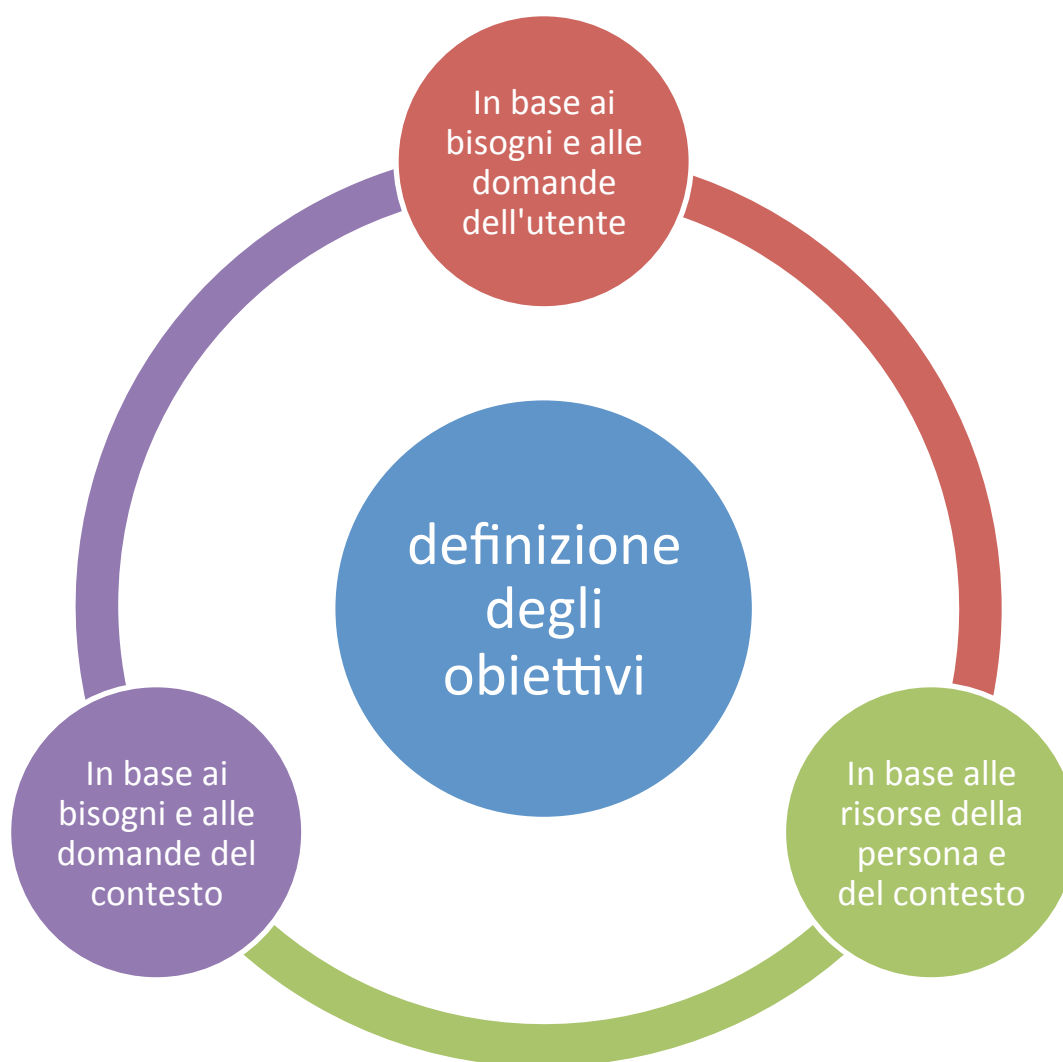 In base ai
bisogni e alle
domande
dell'utente
definizione
degli
obiettivi
In base ai
bisogni e alle
domande del
contesto
In base alle
risorse della
persona e
del contesto